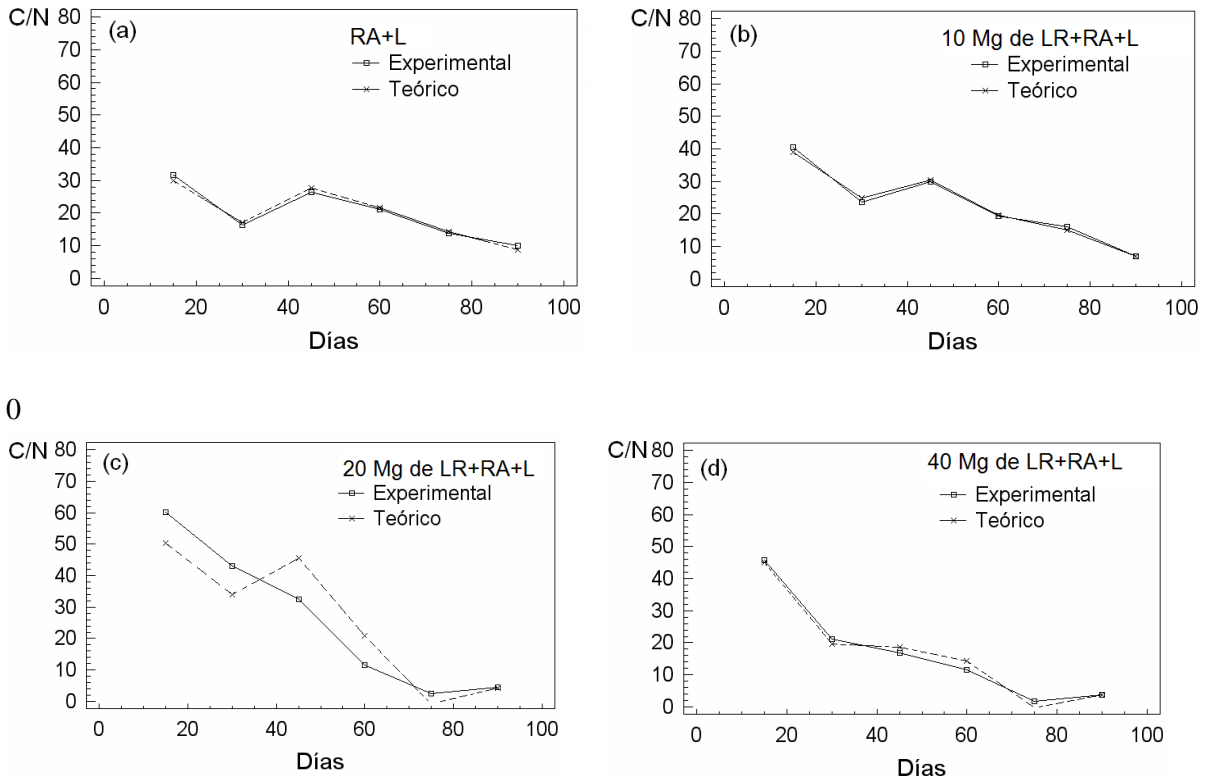 C/N
80
70
60
50
40
30
20
10
0
(a)
RA+L
Experimental
Teórico
0 20 40 60 80 100
Días
C/N
80
70
60
50
40
30
20
10
0
(b)
10 Mg de LR+RA+L
Experimental
Teórico
0 20 40 60 80 100
Días
0
C/N
80
70
60
50
40
30
20
10
0
(c)
20 Mg de LR+RA+L
Experimental
Teórico
0 20 40 60 80 100
Días
C/N
80
70
60
50
40
30
20
10
0
(d)
40 Mg de LR+RA+L
Experimental
Teórico
0 20 40 60 80 100
Días